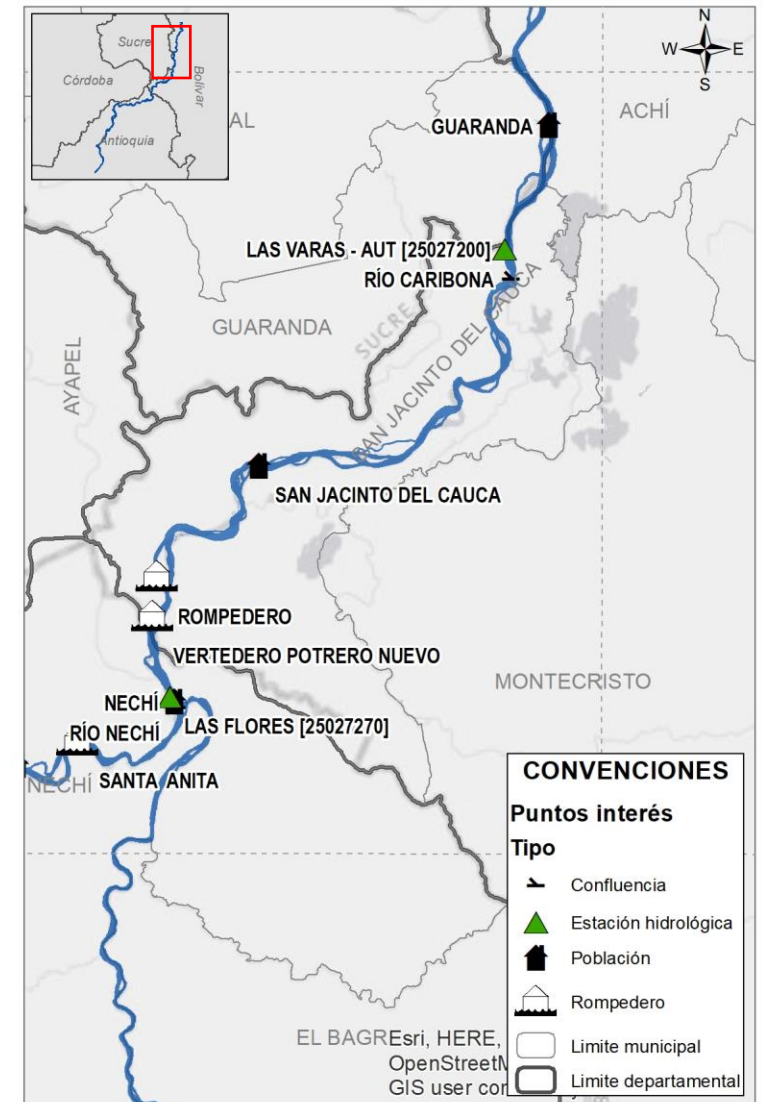 Sucre
Córdoba
Bolívar
Antioquia
N
W
E
S
AL
ACHÍ
GUARANDA
LAS VARAS - AUT [25027200]
RÍO CARIBONA
GUARANDA
SUCRE
AYAPEL
SAN JACINTO DEL CAUCA
SAN JACINTO DEL CAUCA
ROMPEDERO
VERTEDERO POTRERO NUEVO
MONTECRISTO
NECHÍ
LAS FLORES [25027270]
RÍO NECHÍ
NECHÍ
SANTA ANITA
CONVENCIONES
Puntos interés
Tipo
Confluencia
Estación hidrológica
Población
Rompedero
Limite municipal
Limite departamental
EL BAGRE
Esri, HERE,
OpenStreetM
GIS user con